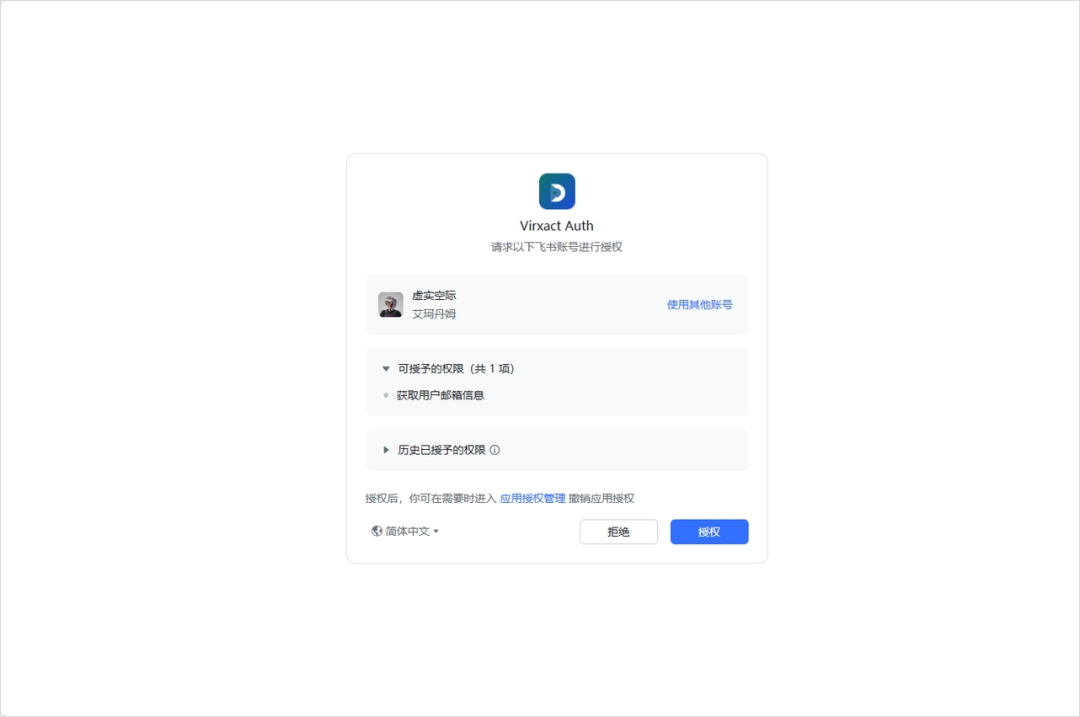 Virxact Auth
请求以下飞书账号进行授权
虚实空际
艾珂丹姆
使用其他账号
可授予的权限（共 1 项）
获取用户邮箱信息
历史已授予的权限
授权后，你可在需要时进入 应用授权管理 撤销应用授权
简体中文
拒绝
授权